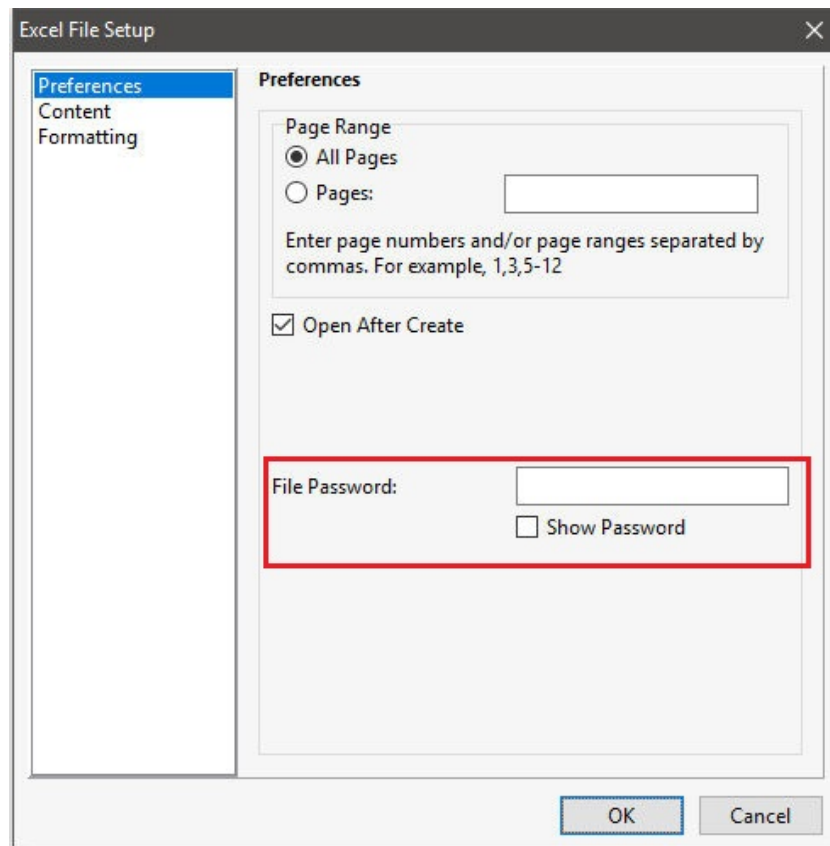 Excel File Setup
Preferences
Content
Formatting
Preferences
Page Range
All Pages
Pages:
Enter page numbers and/or page ranges separated by
commas. For example, 1,3,5-12
Open After Create
File Password:
Show Password
OK
Cancel